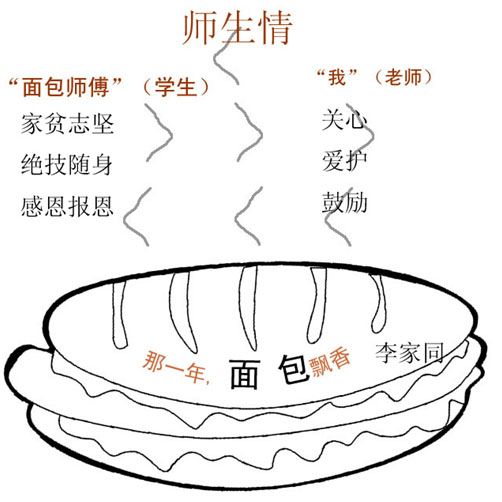 师生情
“面包师傅”（学生）
“我”（老师）
家贫志坚
关心
绝技随身
爱护
感恩报恩
鼓励
那一年，面包飘香
李家同